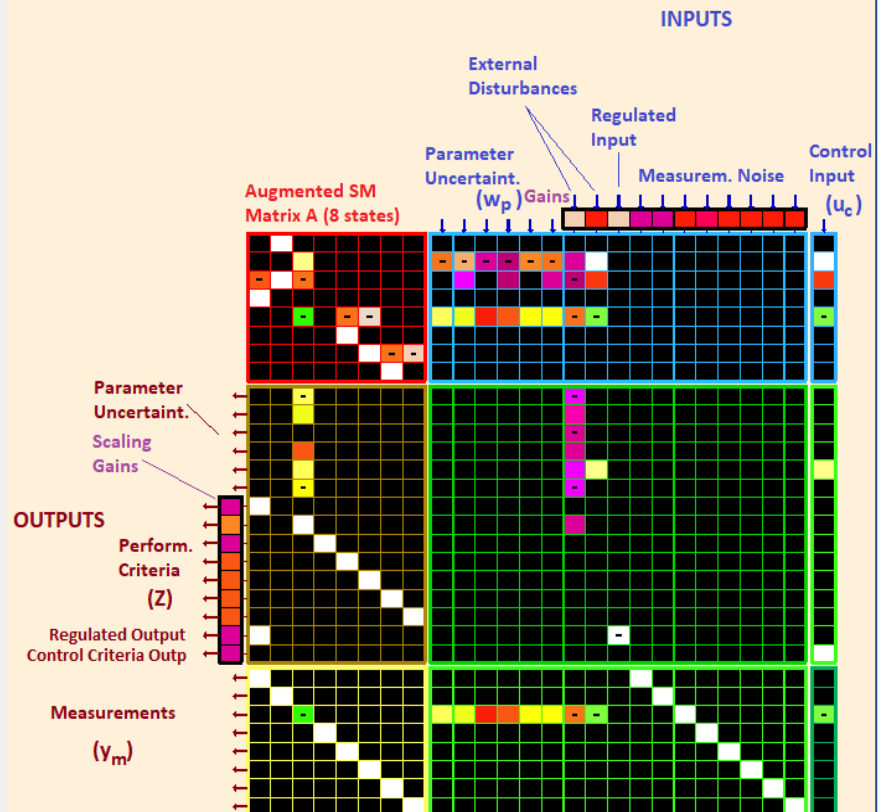 INPUTS
External
Disturbances
Regulated
Input
Parameter
Uncertaint.
(wp)
Gains
Measurem. Noise
Control
Input
(uc)
Augmented SM
Matrix A (8 states)
Parameter
Uncertaint.
Scaling
Gains
OUTPUTS
Perform.
Criteria
(Z)
Regulated Output
Control Criteria Outp
Measurements
(ym)